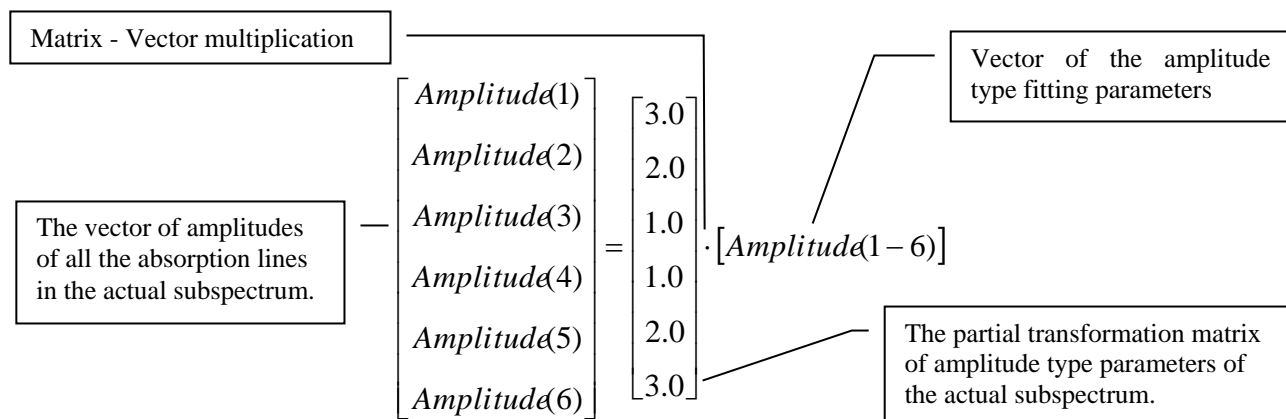 Matrix - Vector multiplication
Vector of the amplitude
type fitting parameters
The vector of amplitudes
of all the absorption lines
in the actual subspectrum.
Amplitude(1)
Amplitude(2)
Amplitude(3)
Amplitude(4)
Amplitude(5)
Amplitude(6)
=
3.0
2.0
1.0
1.0
2.0
3.0
· [Amplitude(1 − 6)]
The partial transformation matrix
of amplitude type parameters of
the actual subspectrum.